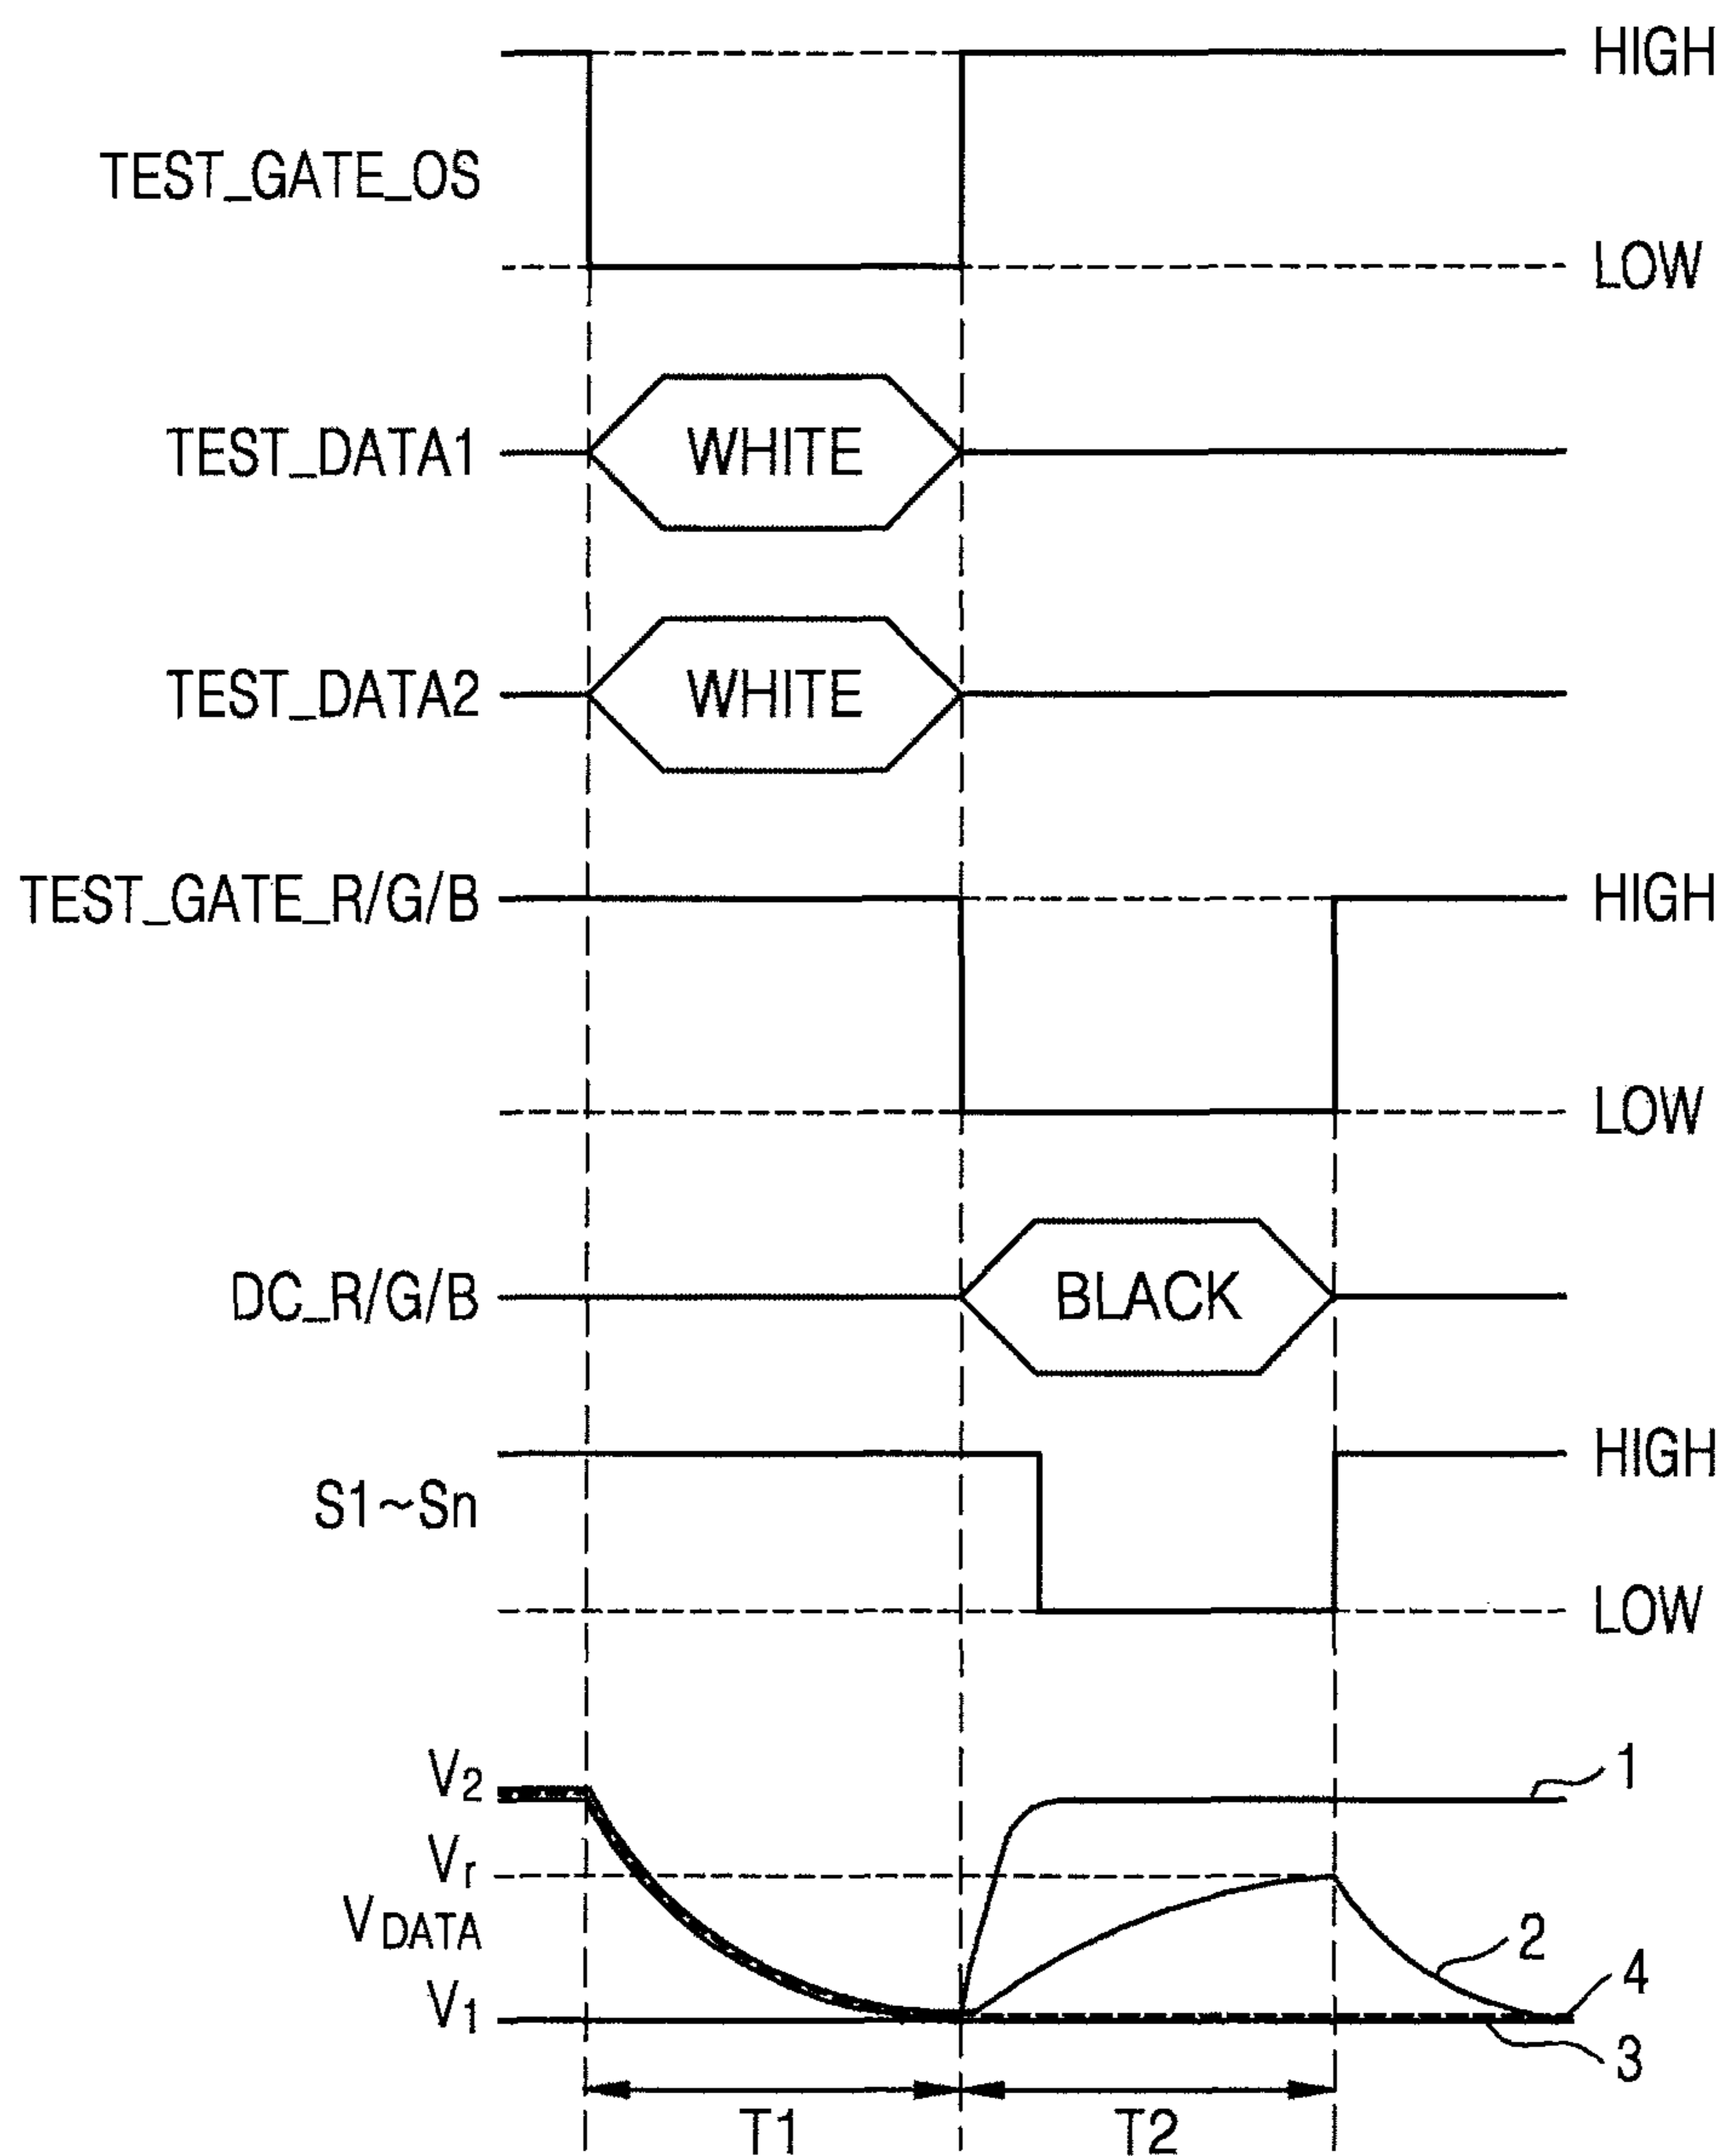 HIGH
TEST_GATE_OS
LOW
TEST_DATA1 WHITE
TEST_DATA2 WHITE
TEST_GATE_R/G/B HIGH
LOW
DC_R/G/B BLACK
HIGH
S1~Sn
LOW
V2 1
Vr
VDATA 2
4
V1
3
T1 T2